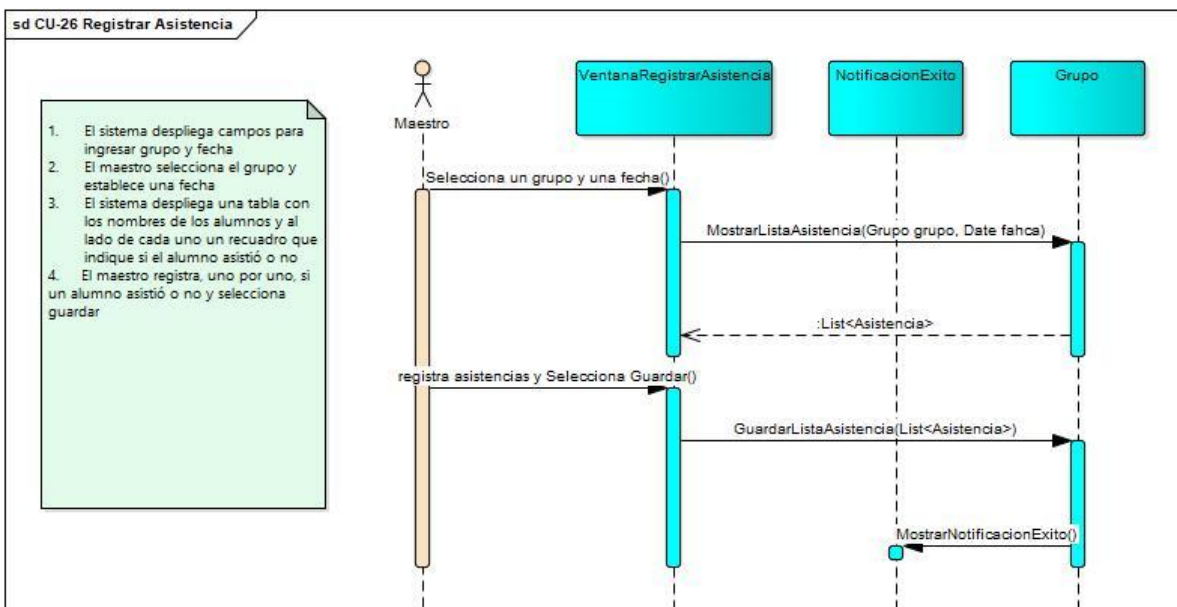 sd CU-26 Registrar Asistencia
Maestro
VentanaRegistrarAsistencia
NotificacionExito
Grupo
1. El sistema despliega campos para
ingresar grupo y fecha
2. El maestro selecciona el grupo y
establece una fecha
3. El sistema despliega una tabla con
los nombres de los alumnos y al
lado de cada uno un recuadro que
indique si el alumno asistió o no
4. El maestro registra, uno por uno, si
un alumno asistió o no y selecciona
guardar
Selecciona un grupo y una fecha()
MostrarListaAsistencia(Grupo grupo, Date fahca)
:List<Asistencia>
registra asistencias y Selecciona Guardar()
GuardarListaAsistencia(List<Asistencia>)
MostrarNotificacionExito()